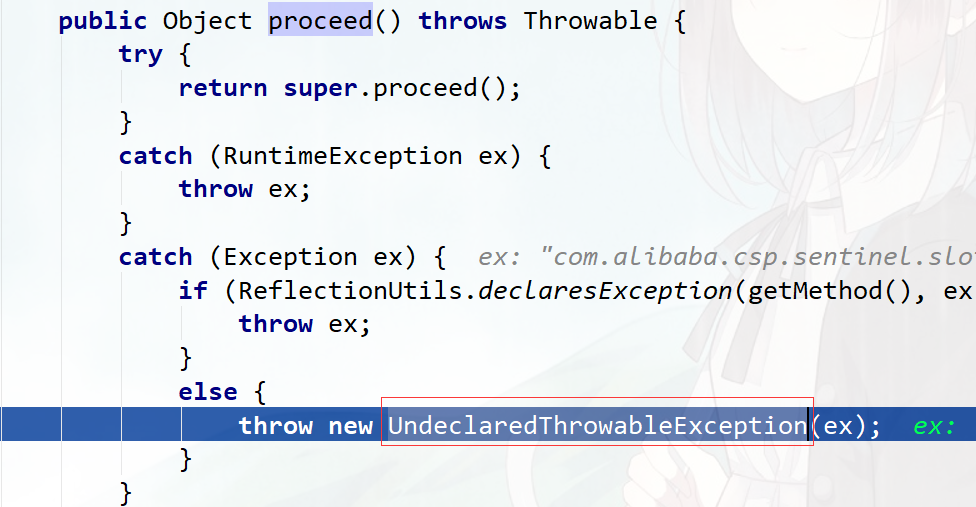 public Object proceed() throws Throwable {
try {
return super.proceed();
}
catch (RuntimeException ex) {
throw ex;
}
catch (Exception ex) { ex: "com.alibaba.csp.sentinel.slo
if (ReflectionUtils.declaresException(getMethod(), ex
throw ex;
}
else {
throw new UndeclaredThrowableException(ex); ex:
}
}